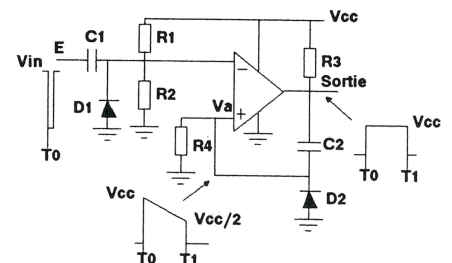 Vcc
C1
E
R1
R3
Vin
Sortie
−
R2
D1
Va
+
Vcc
R4
C2
T0
T0 T1
Vcc
D2
Vcc/2
T0 T1